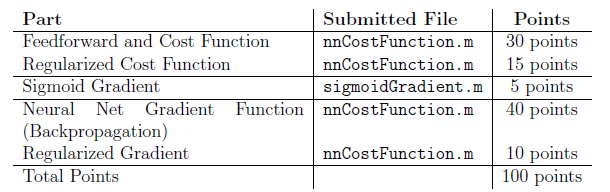 Part Submitted File Points
Feedforward and Cost Function nnCostFunction.m 30 points
Regularized Cost Function nnCostFunction.m 15 points
Sigmoid Gradient sigmoidGradient.m 5 points
Neural Net Gradient Function nnCostFunction.m 40 points
(Backpropagation)
Regularized Gradient nnCostFunction.m 10 points
Total Points 100 points